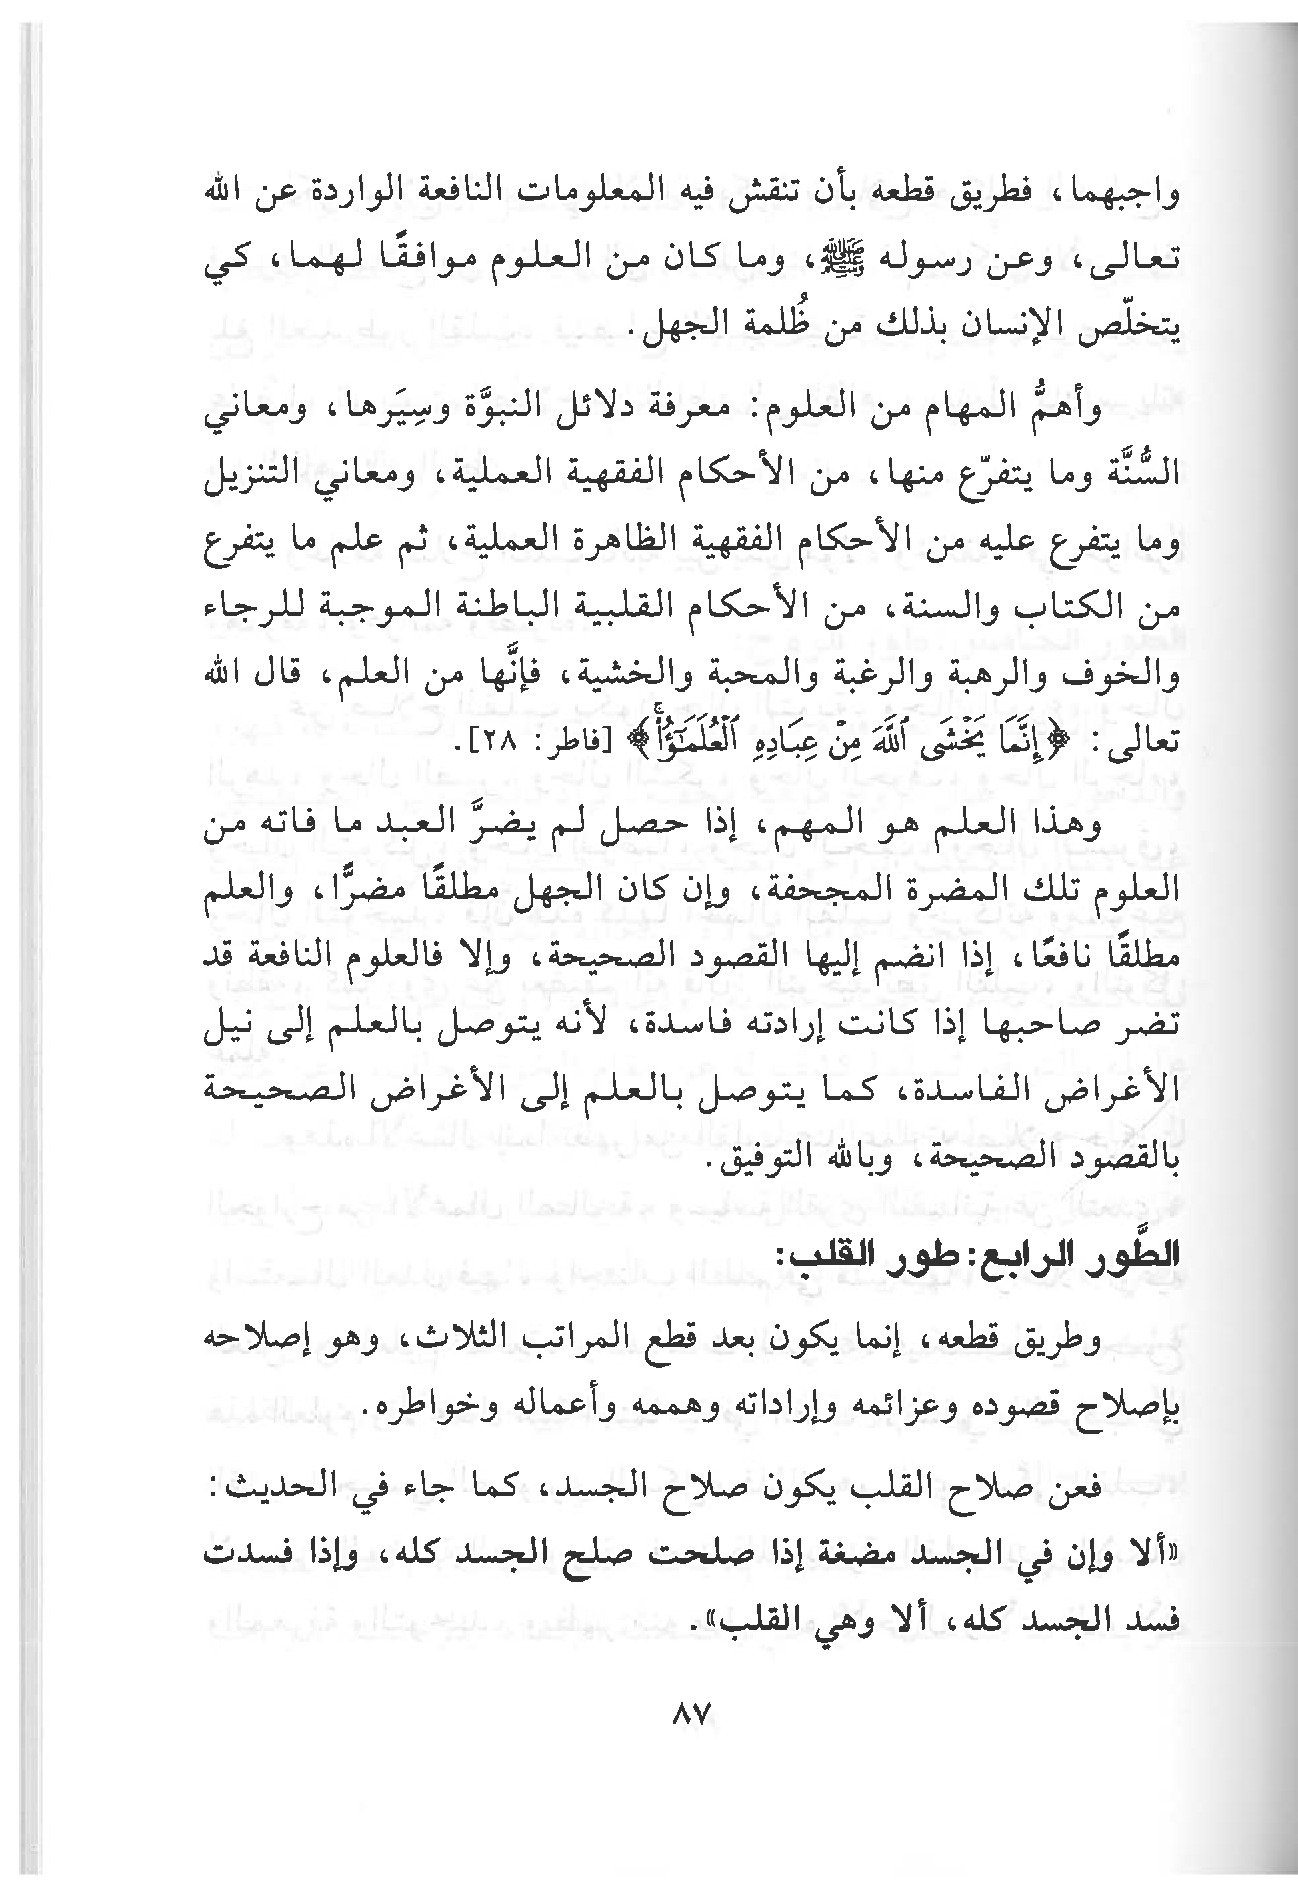 واجبهما، فطريق قطعه بأن تنقش فيه المعلومات النافعة الواردة عن الله
تعالى، وعن رسوله ﷺ، وما كان من العلوم موافقًا لهما، كي
يتخلّص الإنسان بذلك من ظُلمة الجهل.
وأهمُّ المهام من العلوم: معرفة دلائل النبوَّة وسِيَرها، ومعاني
السُّنَّة وما يتفرّع منها، من الأحكام الفقهية العملية، ومعاني التنزيل
وما يتفرع عليه من الأحكام الفقهية الظاهرة العملية، ثم علم ما يتفرع
من الكتاب والسنة، من الأحكام القلبية الباطنة الموجبة للرجاء
والخوف والرهبة والرغبة والمحبة والخشية، فإنَّها من العلم، قال الله
تعالى: ﴿إِنَّمَا يَخْشَى ٱللَّهَ مِنْ عِبَادِهِ ٱلْعُلَمَٰٓؤُاْ﴾ [فاطر: ٢٨].
وهذا العلم هو المهم، إذا حصل لم يضرَّ العبد ما فاته من
العلوم تلك المضرة المجحفة، وإن كان الجهل مطلقًا مضرًّا، والعلم
مطلقًا نافعًا، إذا انضم إليها القصود الصحيحة، وإلا فالعلوم النافعة قد
تضر صاحبها إذا كانت إرادته فاسدة، لأنه يتوصل بالعلم إلى نيل
الأغراض الفاسدة، كما يتوصل بالعلم إلى الأغراض الصحيحة
بالقصود الصحيحة، وبالله التوفيق.
الطَّور الرابع: طور القلب:
وطريق قطعه، إنما يكون بعد قطع المراتب الثلاث، وهو إصلاحه
بإصلاح قصوده وعزائمه وإراداته وهممه وأعماله وخواطره.
فعن صلاح القلب يكون صلاح الجسد، كما جاء في الحديث:
«ألا وإن في الجسد مضغة إذا صلحت صلح الجسد كله، وإذا فسدت
فسد الجسد كله، ألا وهي القلب».
٨٧